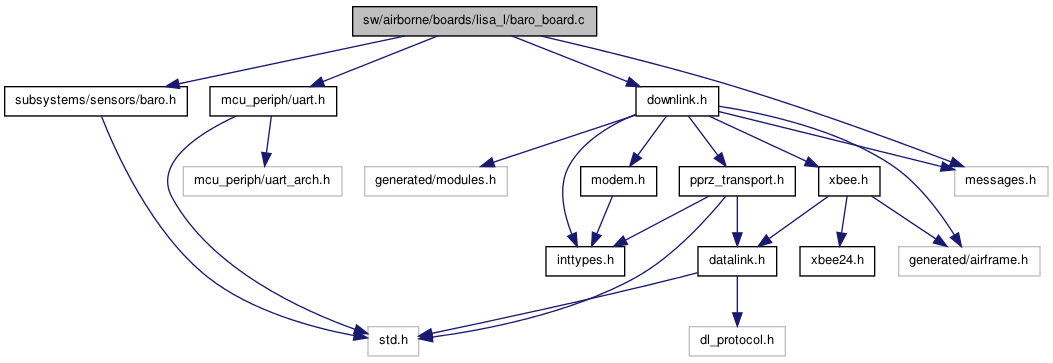 sw/airborne/boards/lisa_l/baro_board.c
subsystems/sensors/baro.h
mcu_periph/uart.h
downlink.h
mcu_periph/uart_arch.h
generated/modules.h
modem.h
pprz_transport.h
xbee.h
messages.h
inttypes.h
datalink.h
xbee24.h
generated/airframe.h
std.h
dl_protocol.h